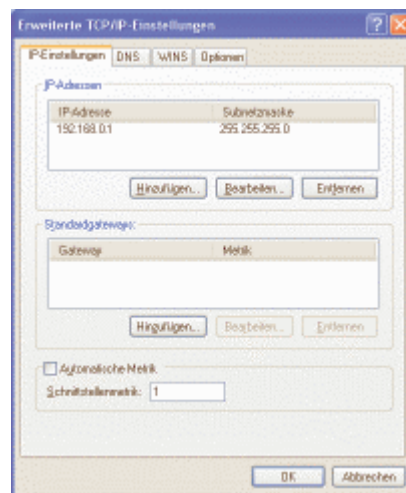 Erweiterte TCP/IP-Einstellungen
IP-Einstellungen DNS WINS Optionen
IP-Adressen
IP-Adresse Subnetzmaske
192.168.0.1 255.255.255.0
Hinzufügen... Bearbeiten... Entfernen
Standardgateways:
Gateway Metrik
Hinzufügen... Bearbeiten... Entfernen
Automatische Metrik
Schnittstellenmetrik: 1
OK Abbrechen